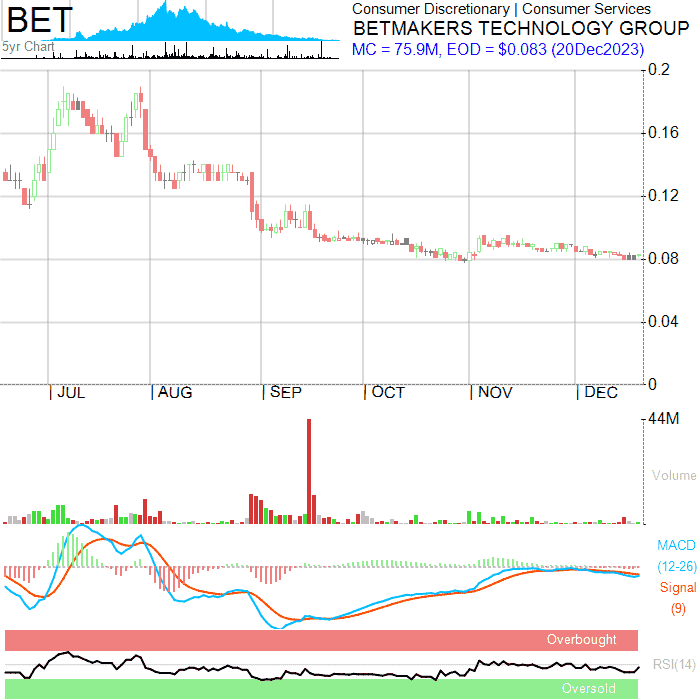 BET
Consumer Discretionary | Consumer Services
BETMAKERS TECHNOLOGY GROUP
5yr Chart
MC = 75.9M, EOD = $0.083 (20Dec2023)
0.2
0.16
0.12
0.08
0.04
0
JUL AUG SEP OCT NOV DEC
44M
Volume
MACD
(12-26)
Signal
(9)
Overbought
RSI(14)
Oversold